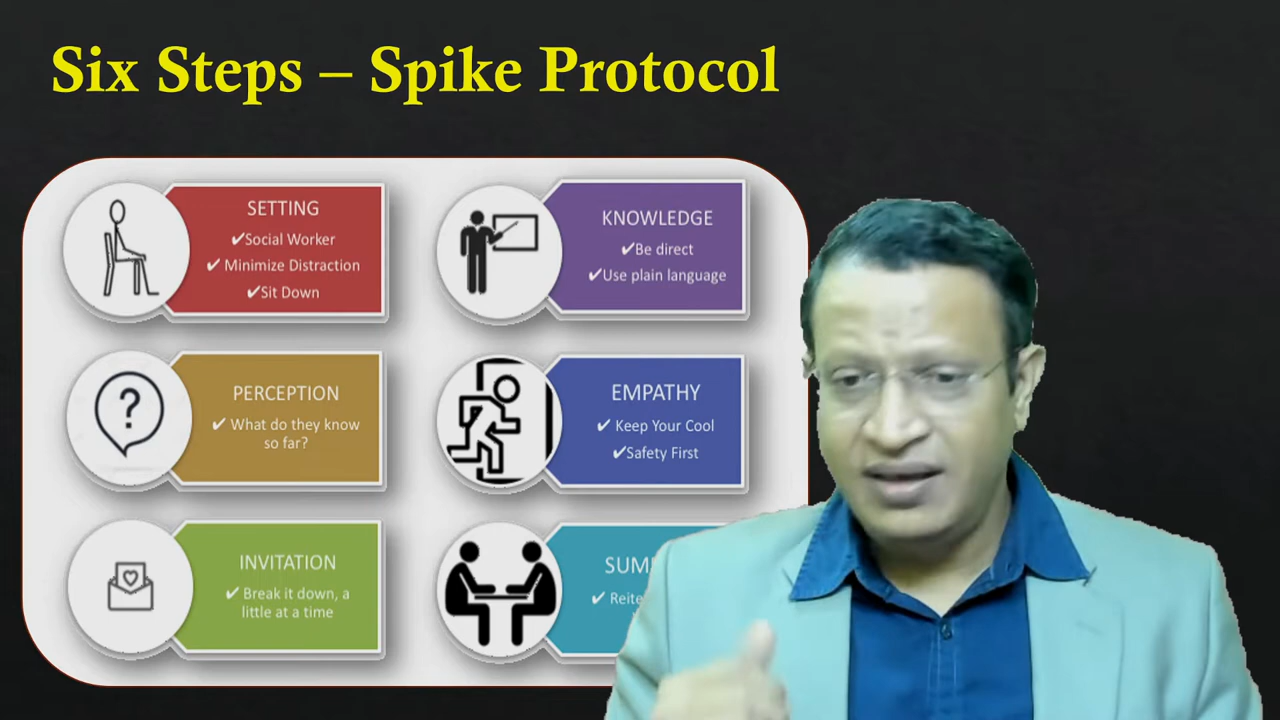 Six Steps – Spike Protocol
SETTING
✔Social Worker
✔ Minimize Distraction
✔Sit Down
PERCEPTION
✔ What do they know
so far?
INVITATION
✔ Break it down, a
little at a time
KNOWLEDGE
✔Be direct
✔Use plain language
EMPATHY
✔ Keep Your Cool
✔Safety First